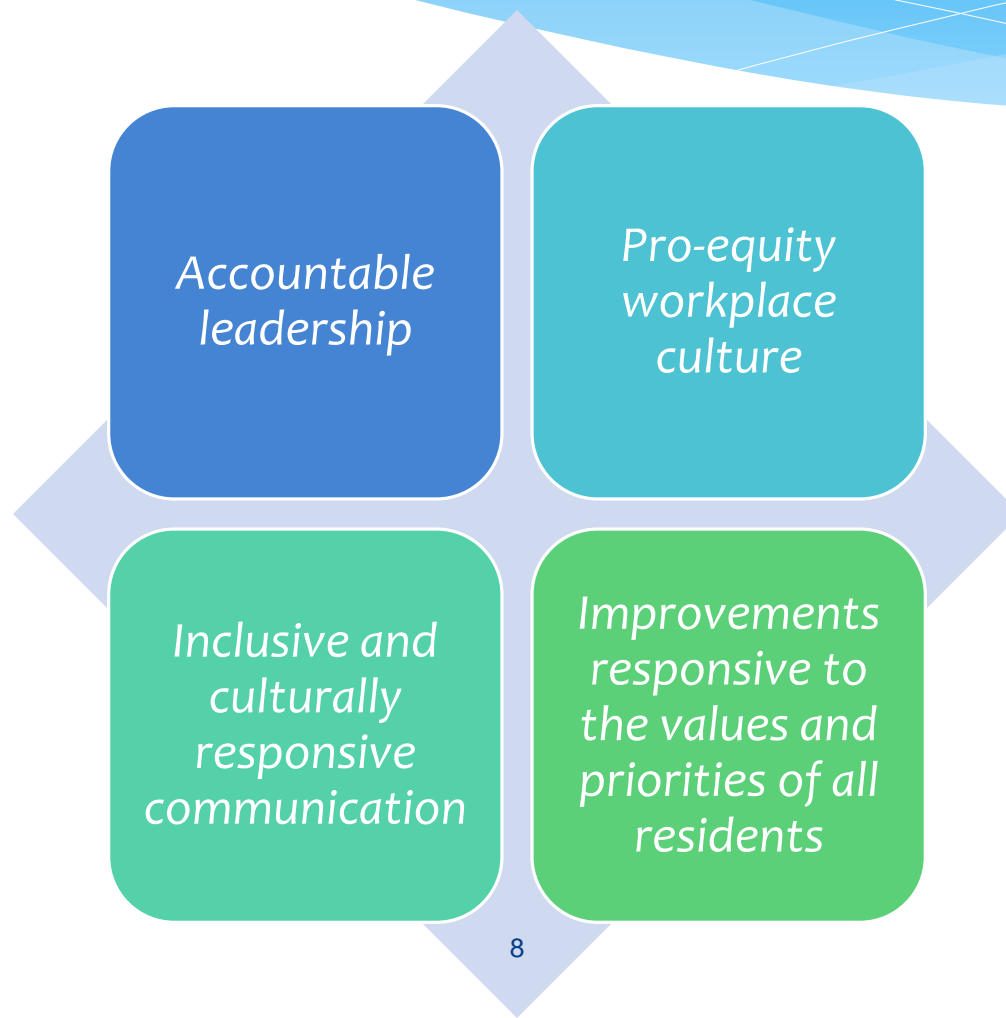 Accountable
leadership
Pro-equity
workplace
culture
Inclusive and
culturally
responsive
communication
Improvements
responsive to
the values and
priorities of all
residents
8